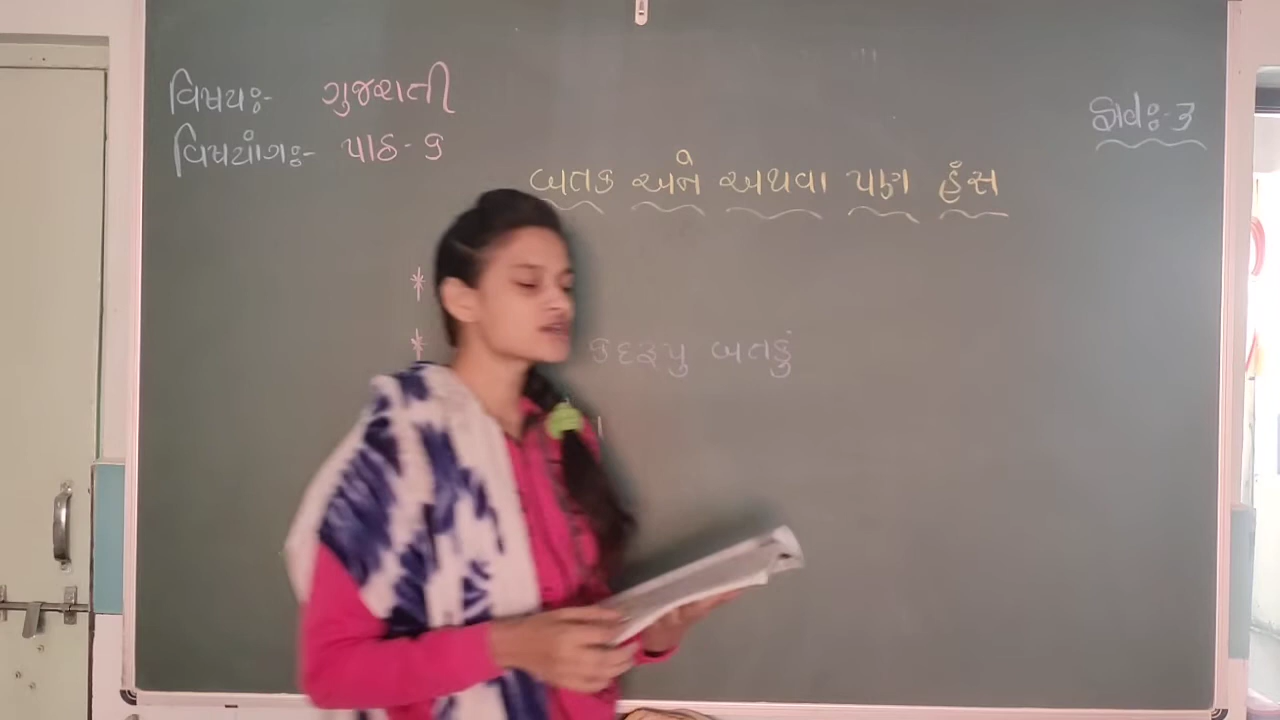 વિષયઃ- ગુજરાતી
વિષયાંગઃ- પાઠ - ૬
ધોરણઃ-૩
બતક અને અથવા પણ હંસ
*
* કદરૂપુ બતકું